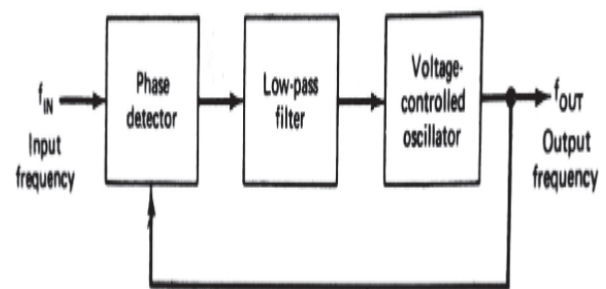 f_IN
Input
frequency
Phase
detector
Low-pass
filter
Voltage-
controlled
oscillator
f_OUT
Output
frequency